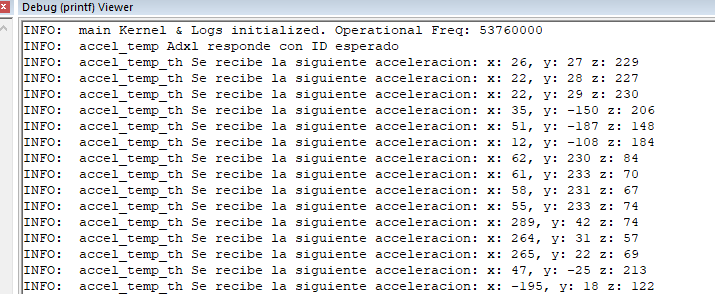 Debug (printf) Viewer
INFO:  main Kernel & Logs initialized. Operational Freq: 53760000
INFO:  accel_temp Adxl responde con ID esperado
INFO:  accel_temp_th Se recibe la siguiente acceleracion: x: 26, y: 27 z: 229
INFO:  accel_temp_th Se recibe la siguiente acceleracion: x: 22, y: 28 z: 227
INFO:  accel_temp_th Se recibe la siguiente acceleracion: x: 22, y: 29 z: 230
INFO:  accel_temp_th Se recibe la siguiente acceleracion: x: 35, y: -150 z: 206
INFO:  accel_temp_th Se recibe la siguiente acceleracion: x: 51, y: -187 z: 148
INFO:  accel_temp_th Se recibe la siguiente acceleracion: x: 12, y: -108 z: 184
INFO:  accel_temp_th Se recibe la siguiente acceleracion: x: 62, y: 230 z: 84
INFO:  accel_temp_th Se recibe la siguiente acceleracion: x: 61, y: 233 z: 70
INFO:  accel_temp_th Se recibe la siguiente acceleracion: x: 58, y: 231 z: 67
INFO:  accel_temp_th Se recibe la siguiente acceleracion: x: 55, y: 233 z: 74
INFO:  accel_temp_th Se recibe la siguiente acceleracion: x: 289, y: 42 z: 74
INFO:  accel_temp_th Se recibe la siguiente acceleracion: x: 264, y: 31 z: 57
INFO:  accel_temp_th Se recibe la siguiente acceleracion: x: 265, y: 22 z: 69
INFO:  accel_temp_th Se recibe la siguiente acceleracion: x: 47, y: -25 z: 213
INFO:  accel_temp_th Se recibe la siguiente acceleracion: x: -195, y: 18 z: 122